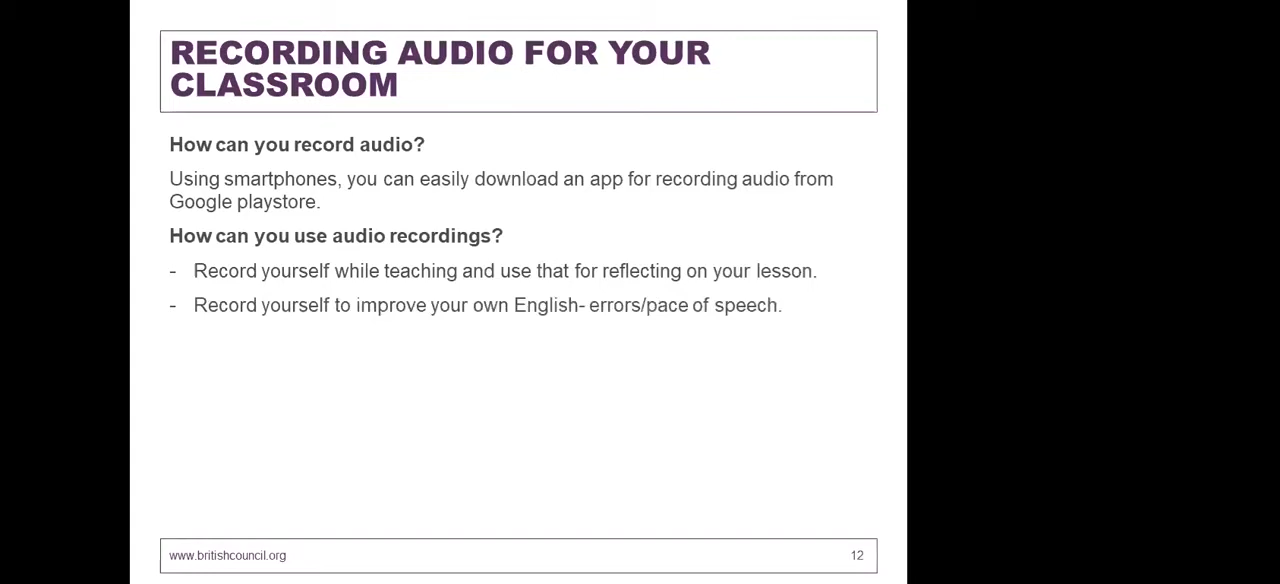 RECORDING AUDIO FOR YOUR
CLASSROOM
How can you record audio?
Using smartphones, you can easily download an app for recording audio from
Google playstore.
How can you use audio recordings?
- Record yourself while teaching and use that for reflecting on your lesson.
- Record yourself to improve your own English- errors/pace of speech.
www.britishcouncil.org 12